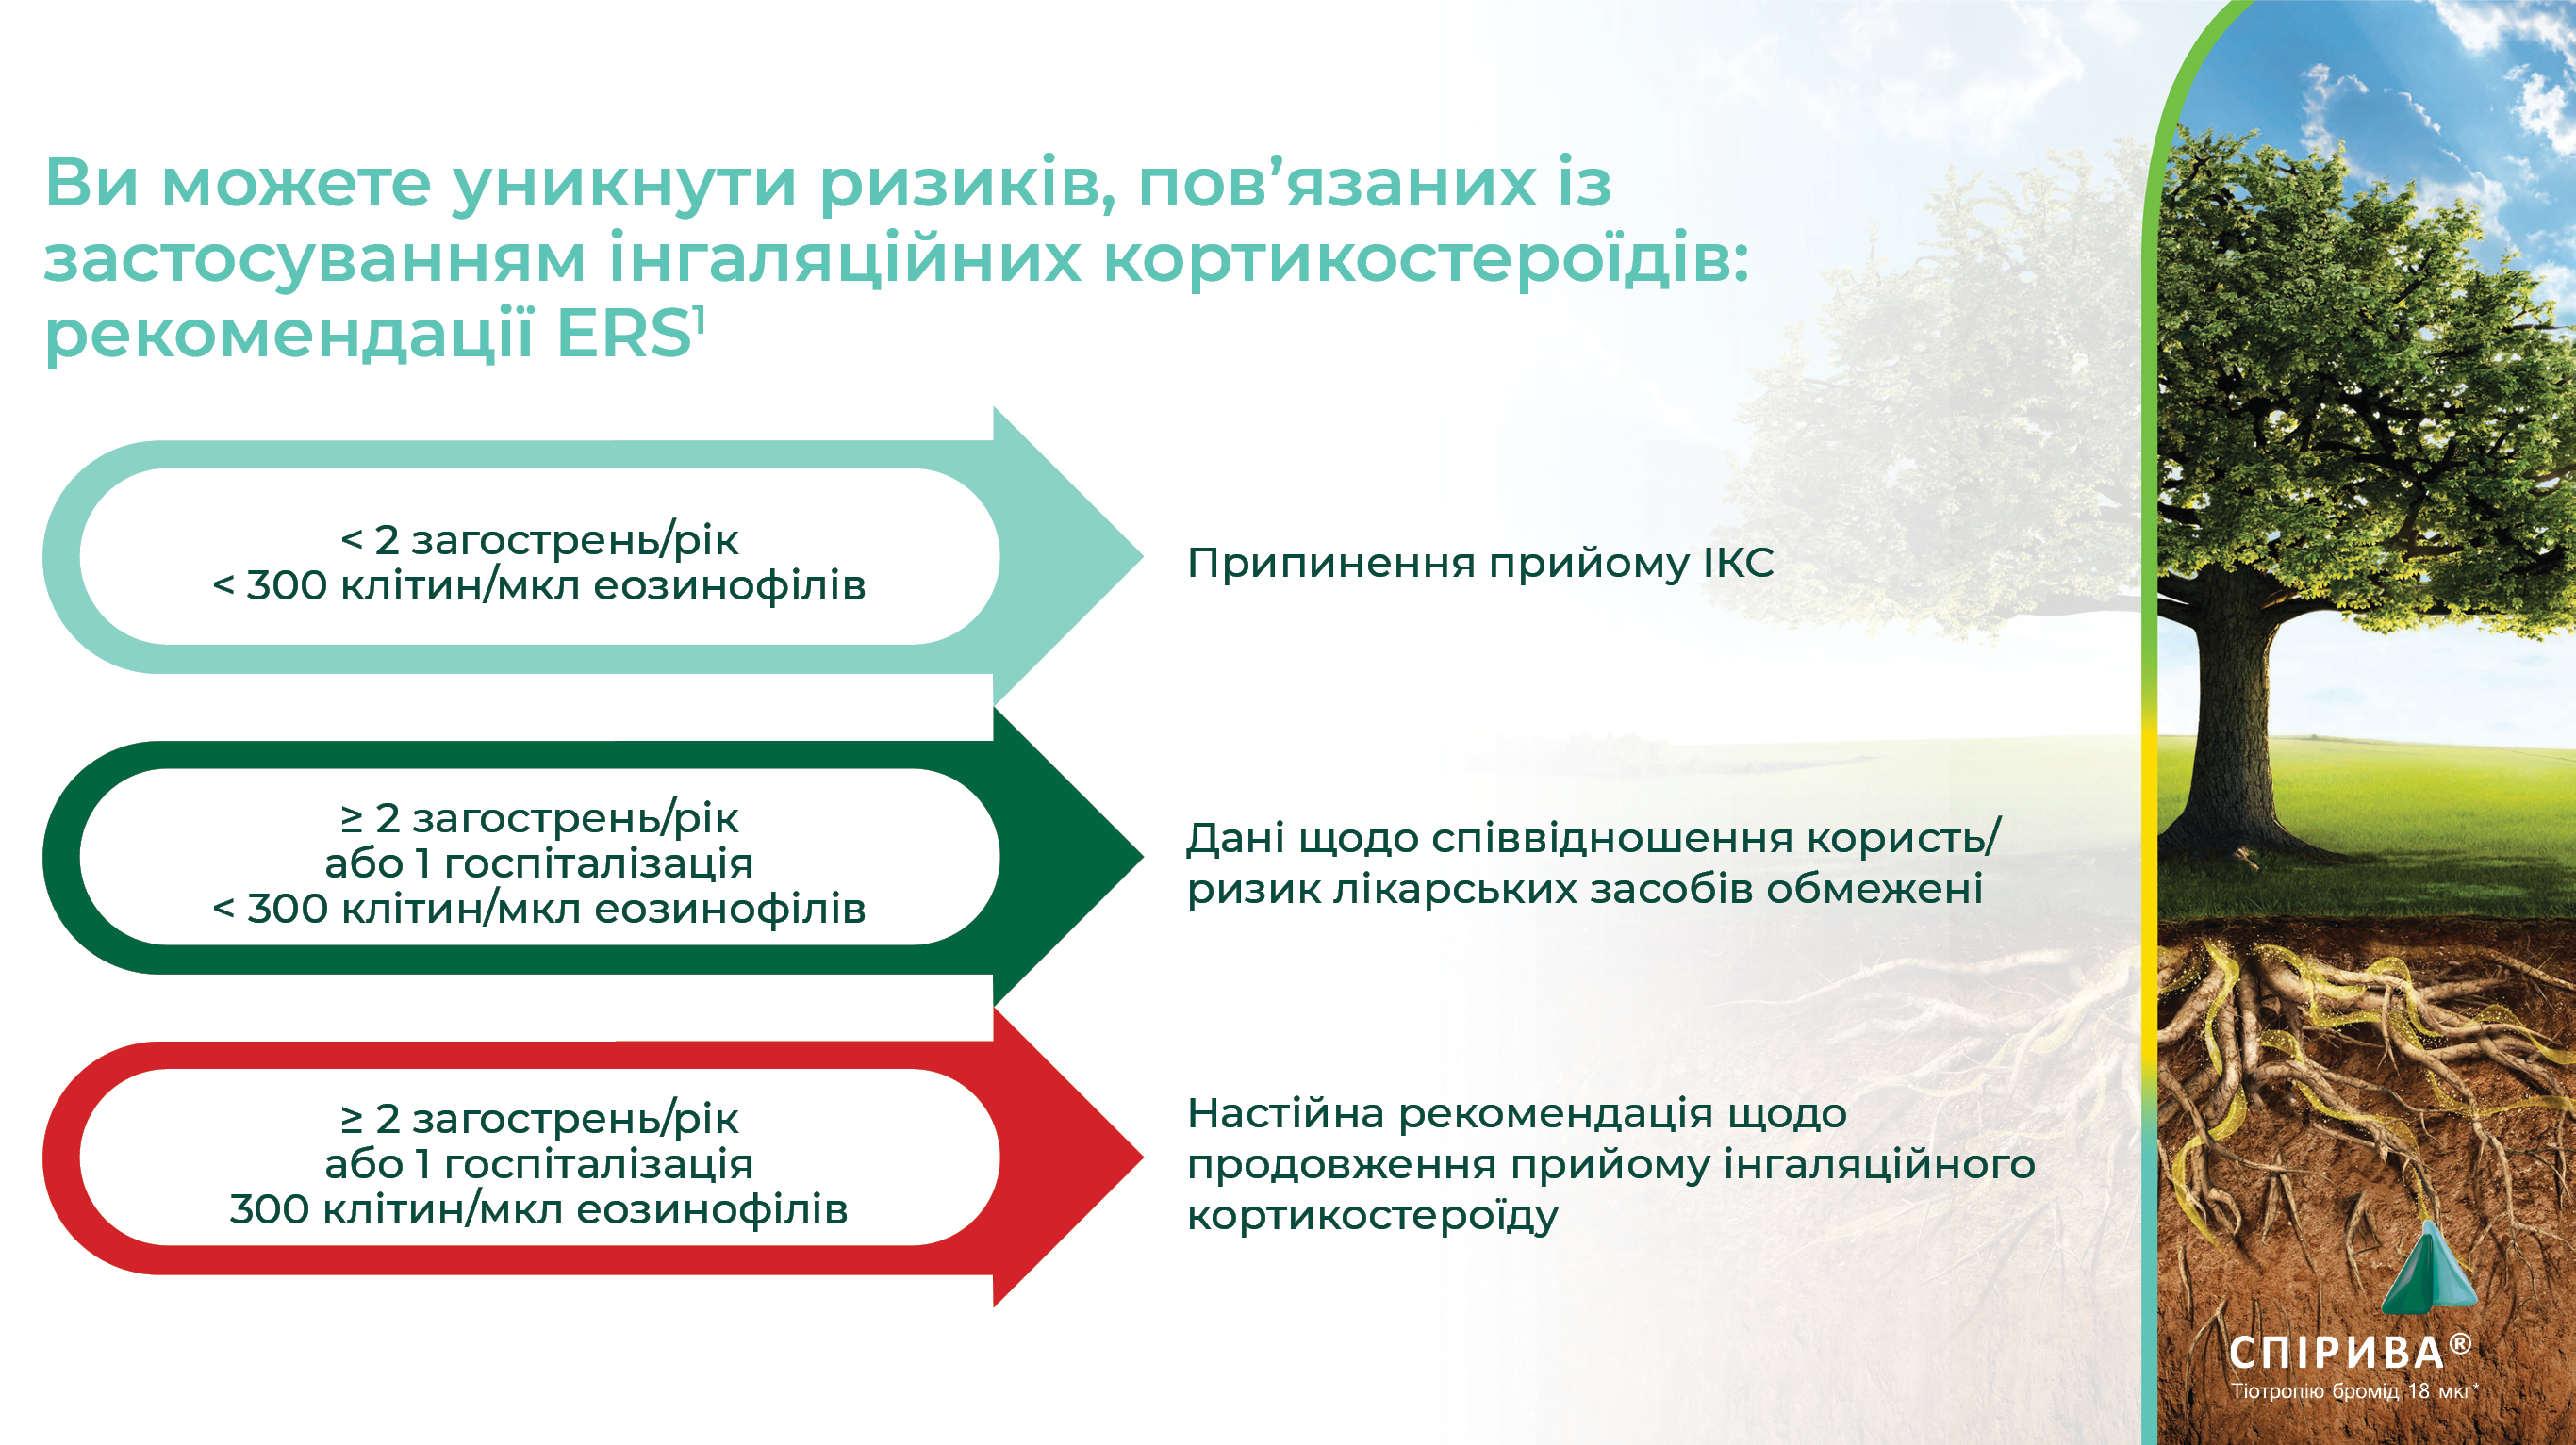 Ви можете уникнути ризиків, пов’язаних із
застосуванням інгаляційних кортикостероїдів:
рекомендації ERS¹
< 2 загострень/рік
< 300 клітин/мкл еозинофілів
Припинення прийому ІКС
≥ 2 загострень/рік
або 1 госпіталізація
< 300 клітин/мкл еозинофілів
Дані щодо співвідношення користь/
ризик лікарських засобів обмежені
≥ 2 загострень/рік
або 1 госпіталізація
300 клітин/мкл еозинофілів
Настійна рекомендація щодо
продовження прийому інгаляційного
кортикостероїду
СПІРИВА®
Тіотропію бромід 18 мкг*